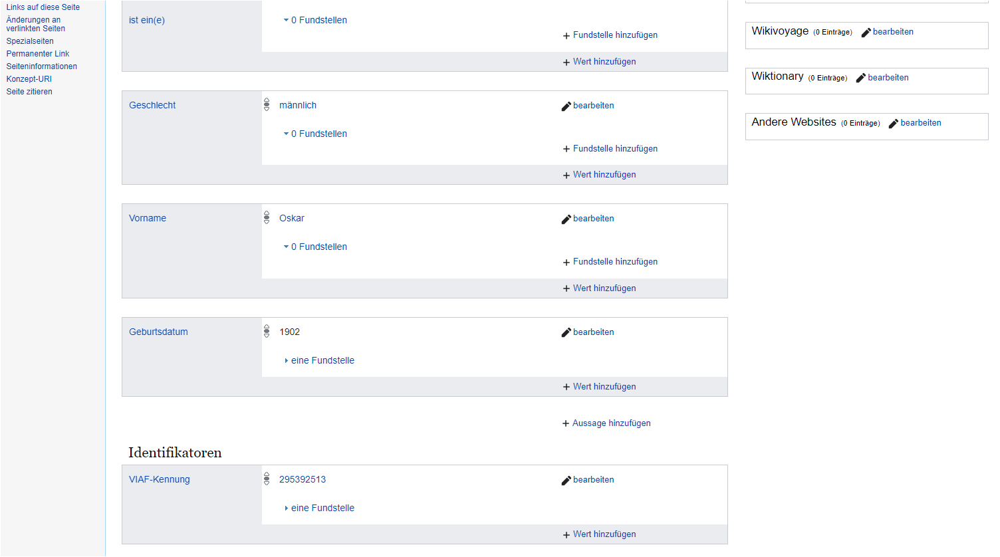 Links auf diese Seite
Änderungen an
verlinkten Seiten
Spezialseiten
Permanenter Link
Seiteninformationen
Konzept-URI
Seite zitieren
ist ein(e)
0 Fundstellen
Fundstelle hinzufügen
Wert hinzufügen
Geschlecht
männlich
bearbeiten
0 Fundstellen
Fundstelle hinzufügen
Wert hinzufügen
Vorname
Oskar
bearbeiten
0 Fundstellen
Fundstelle hinzufügen
Wert hinzufügen
Geburtsdatum
1902
bearbeiten
eine Fundstelle
Wert hinzufügen
Aussage hinzufügen
Identifikatoren
VIAF-Kennung
295392513
bearbeiten
eine Fundstelle
Wert hinzufügen
Wikivoyage (0 Einträge) bearbeiten
Wiktionary (0 Einträge) bearbeiten
Andere Websites (0 Einträge) bearbeiten